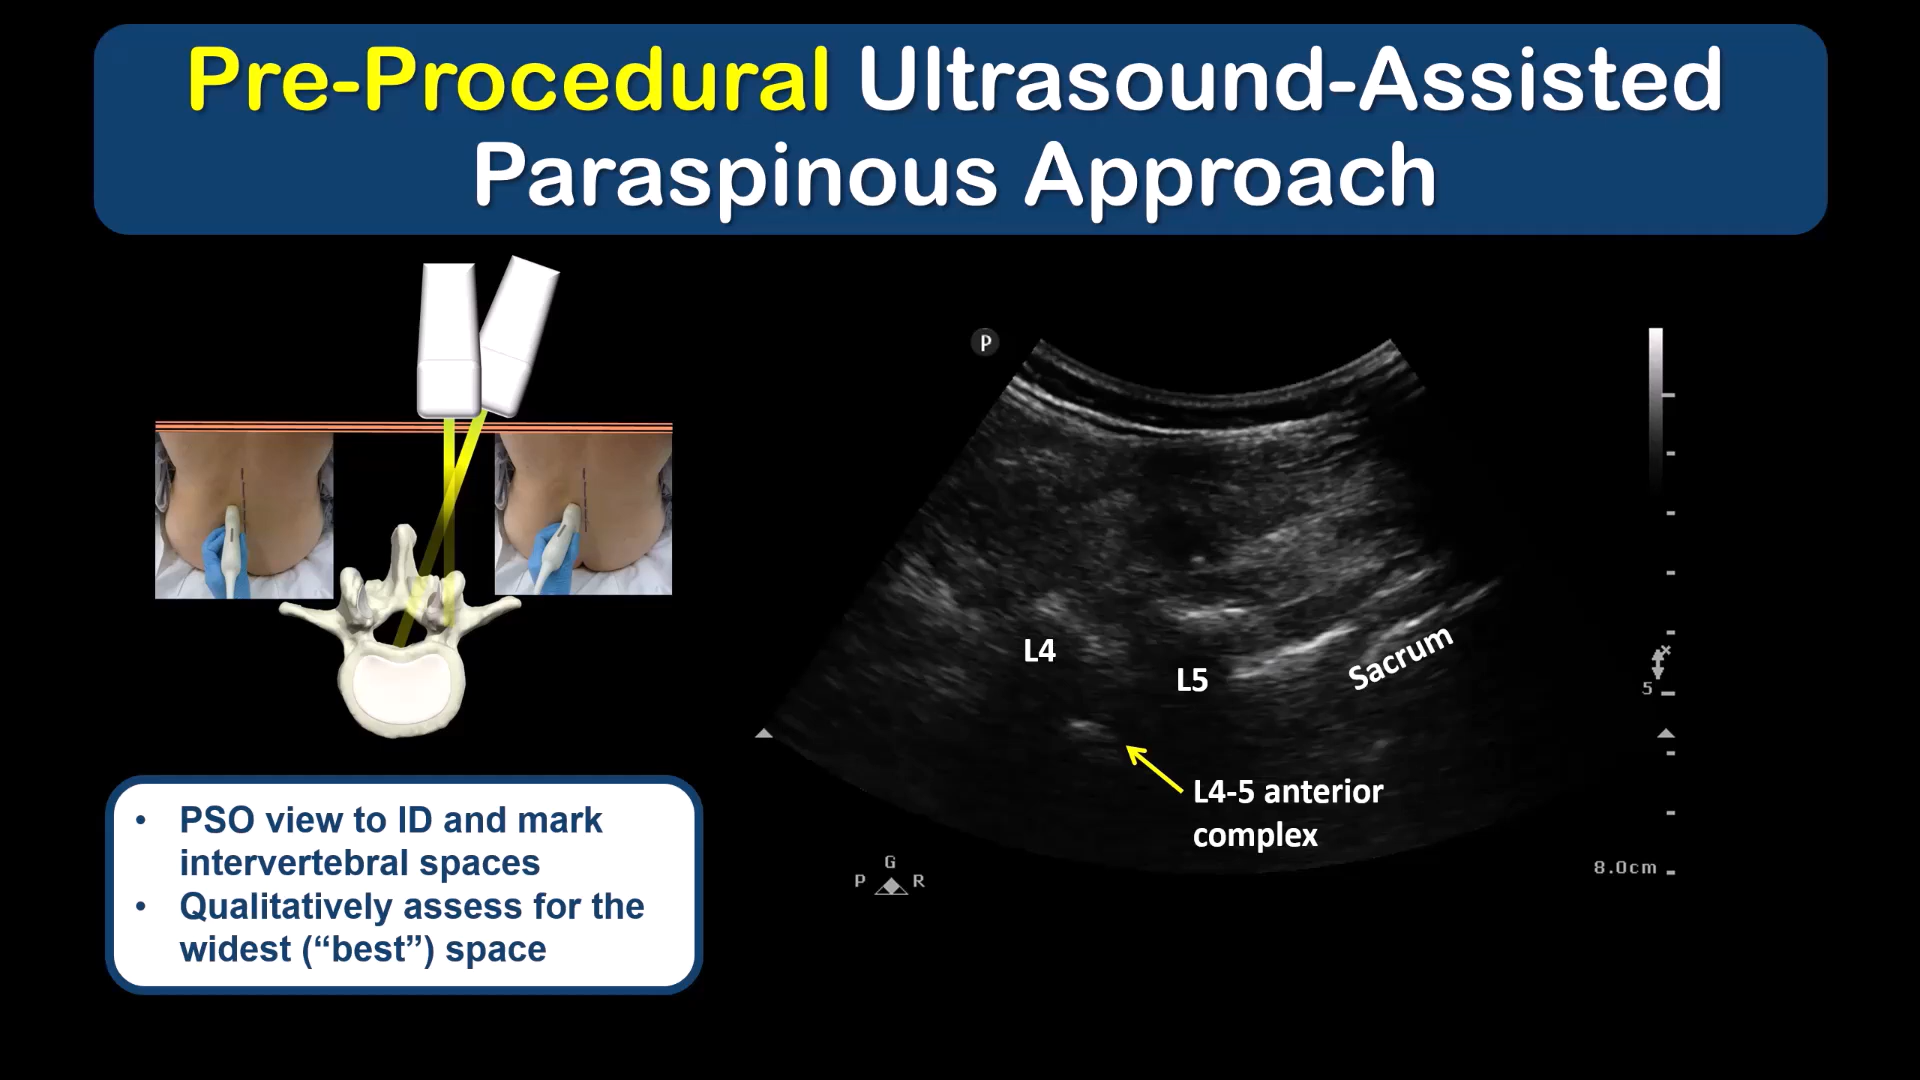 Pre-Procedural Ultrasound-Assisted
Paraspinous Approach
P
L4
L5
Sacrum
5
L4-5 anterior
complex
G
P R
8.0cm
• PSO view to ID and mark
intervertebral spaces
• Qualitatively assess for the
widest (“best”) space